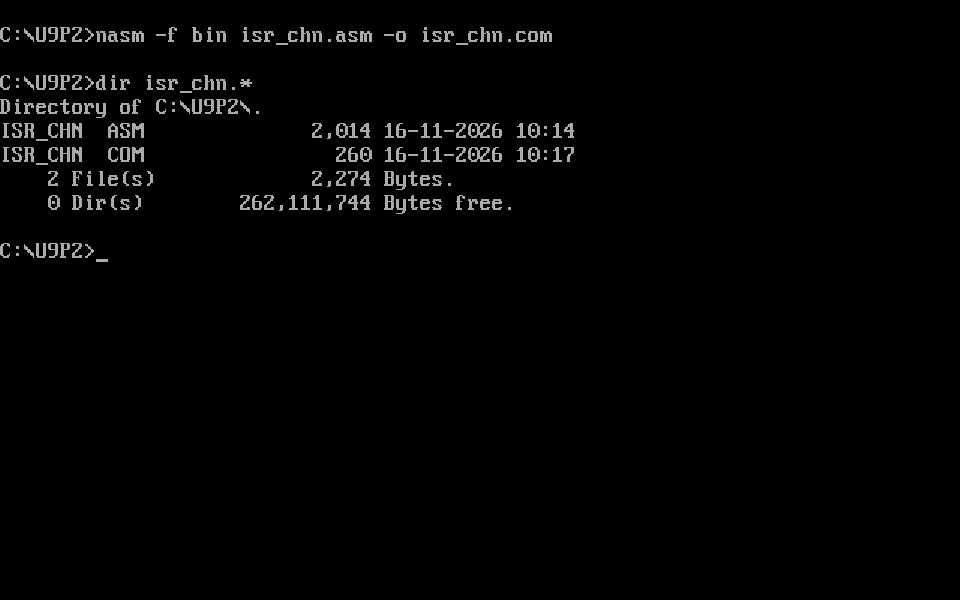 C:\U9P2>nasm -f bin isr_chn.asm -o isr_chn.com
C:\U9P2>dir isr_chn.*
Directory of C:\U9P2\.
ISR_CHN  ASM              2,014 16-11-2026 10:14
ISR_CHN  COM                260 16-11-2026 10:17
    2 File(s)             2,274 Bytes.
    0 Dir(s)        262,111,744 Bytes free.
C:\U9P2>_